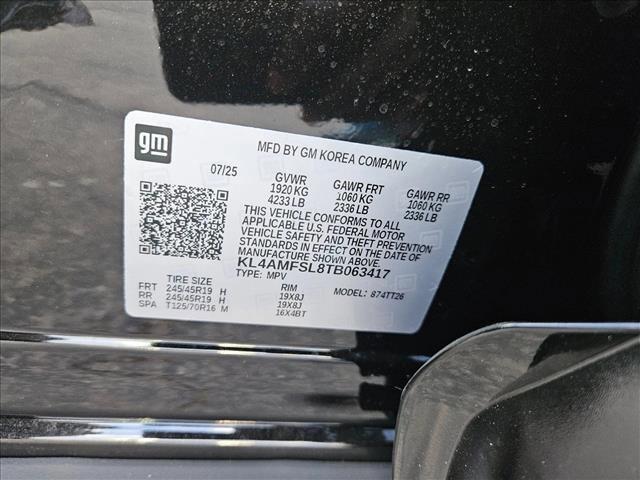 gm
MFD BY GM KOREA COMPANY
07/25
GVWR GAWR FRT GAWR RR
1920 KG 1060 KG 1060 KG
4233 LB 2336 LB 2336 LB
THIS VEHICLE CONFORMS TO ALL
APPLICABLE U.S. FEDERAL MOTOR
VEHICLE SAFETY AND THEFT PREVENTION
STANDARDS IN EFFECT ON THE DATE OF
MANUFACTURE SHOWN ABOVE.
KL4AMFSL8TB063417
TYPE: MPV
TIRE SIZE RIM MODEL: 874TT26
FRT 245/45R19 H 19X8J
RR 245/45R19 H 19X8J
SPA T125/70R16 M 16X4BT